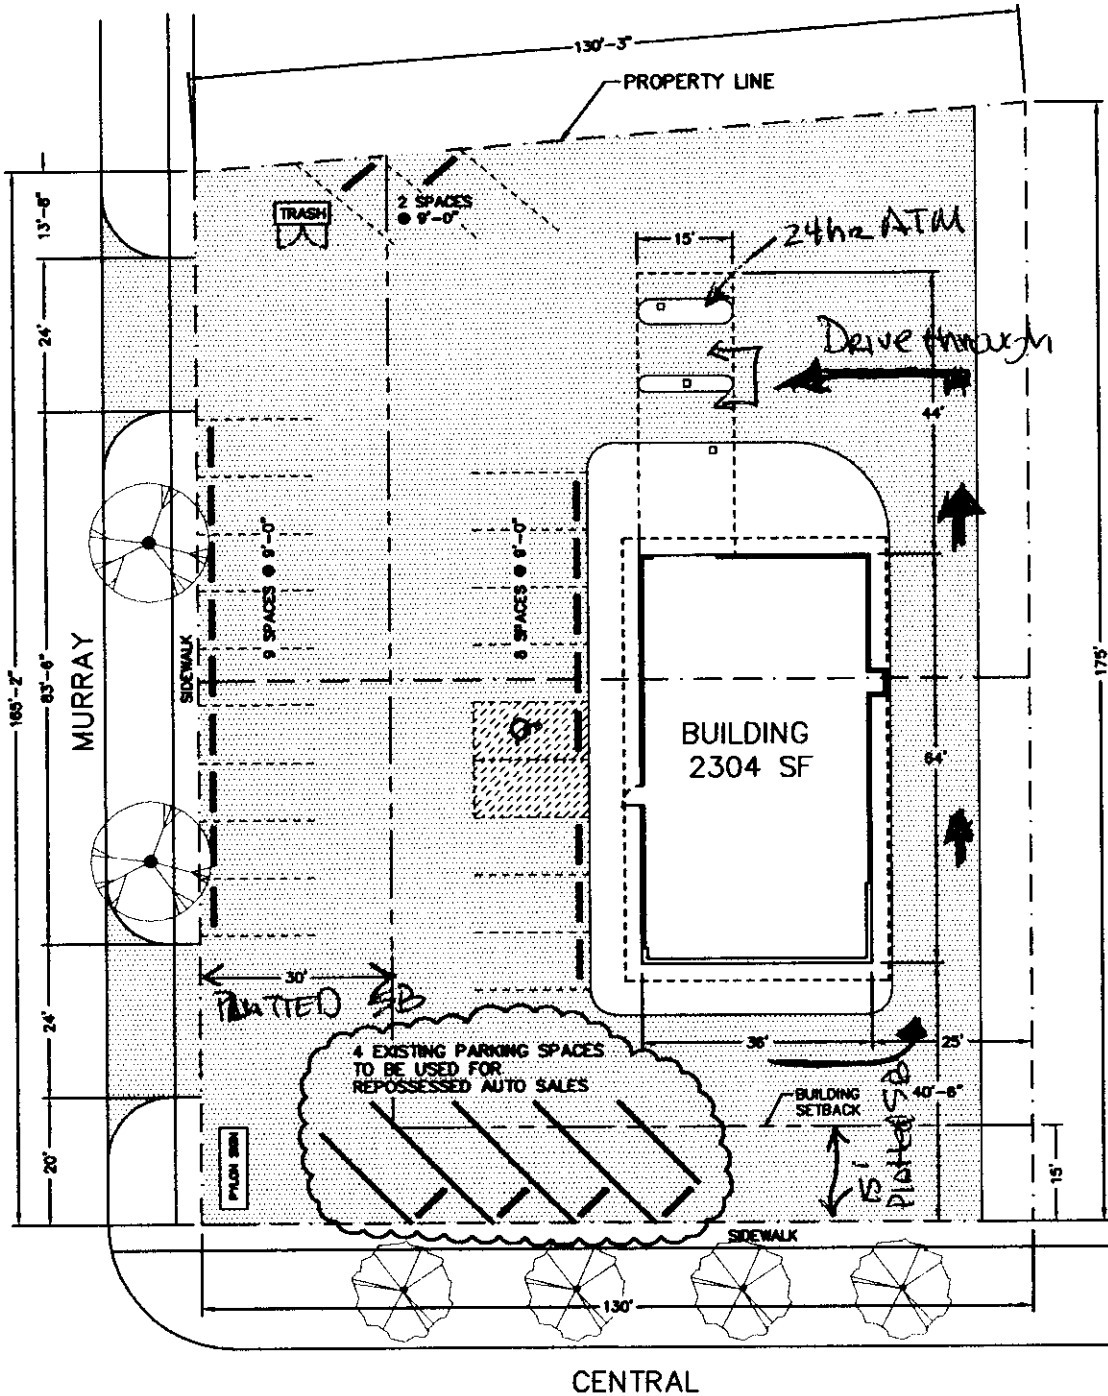 130'-3"
PROPERTY LINE
TRASH
2 SPACES
@ 9'-0"
15'
24hr ATM
Drive through
13'-6"
24'
44'
9 SPACES @ 9'-0"
8 SPACES @ 9'-0"
MURRAY
SIDEWALK
165'-2"
83'-6"
175'
BUILDING
2304 SF
64'
30'
PLATTED SB
24'
4 EXISTING PARKING SPACES
TO BE USED FOR
REPOSSESSED AUTO SALES
36'
25'
BUILDING
SETBACK
40'-6"
15'
Platted SB
20'
PYLON SIGN
15'
SIDEWALK
130'
CENTRAL